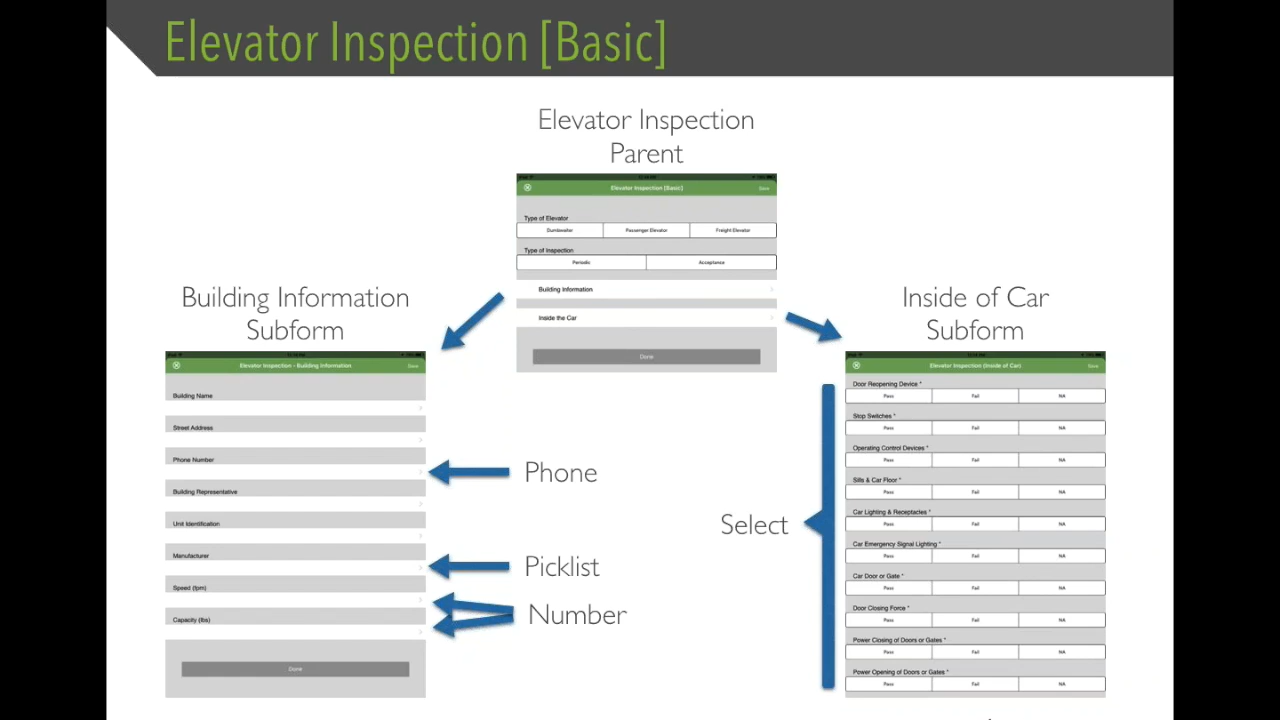 Elevator Inspection [Basic]
Elevator Inspection
Parent
Elevator Inspection [Basic]
Save
Type of Elevator
Dumbwaiter
Passenger Elevator
Freight Elevator
Type of Inspection
Periodic
Acceptance
Building Information
Inside the Car
Done
Building Information
Subform
Elevator Inspection - Building Information
Save
Building Name
Street Address
Phone Number
Building Representative
Unit Identification
Manufacturer
Speed (fpm)
Capacity (lbs)
Done
Phone
Picklist
Number
Select
Inside of Car
Subform
Elevator Inspection (Inside of Car)
Save
Door Reopening Device *
Pass Fail NA
Stop Switches *
Pass Fail NA
Operating Control Devices *
Pass Fail NA
Sills & Car Floor *
Pass Fail NA
Car Lighting & Receptacles *
Pass Fail NA
Car Emergency Signal Lighting *
Pass Fail NA
Car Door or Gate *
Pass Fail NA
Door Closing Force *
Pass Fail NA
Power Closing of Doors or Gates *
Pass Fail NA
Power Opening of Doors or Gates *
Pass Fail NA